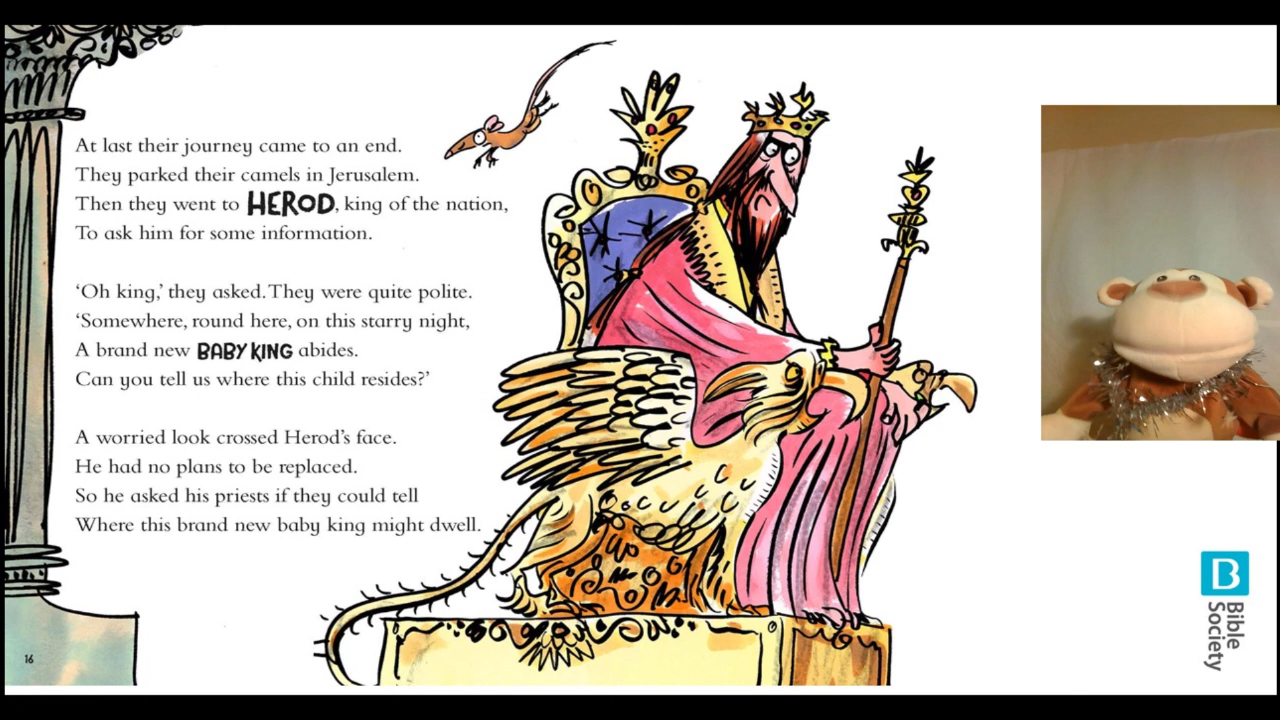 At last their journey came to an end.
They parked their camels in Jerusalem.
Then they went to HEROD, king of the nation,
To ask him for some information.
‘Oh king,’ they asked. They were quite polite.
‘Somewhere, round here, on this starry night,
A brand new BABY KING abides.
Can you tell us where this child resides?’
A worried look crossed Herod’s face.
He had no plans to be replaced.
So he asked his priests if they could tell
Where this brand new baby king might dwell.
16
B
Bible
Society